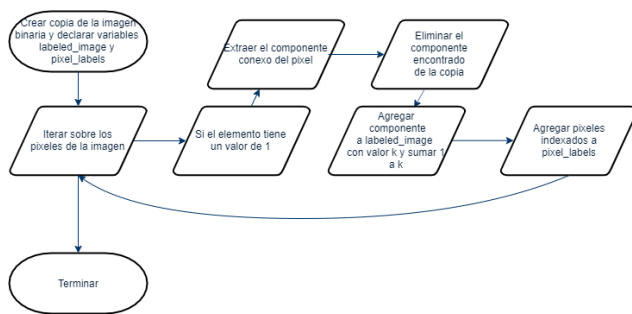 Crear copia de la imagen
binaria y declarar variables
labeled_image y
pixel_labels
Extraer el componente
conexo del pixel
Eliminar el
componente
encontrado
de la copia
Iterar sobre los
pixeles de la imagen
Si el elemento tiene
un valor de 1
Agregar
componente
a labeled_image
con valor k y sumar 1
a k
Agregar pixeles
indexados a
pixel_labels
Terminar